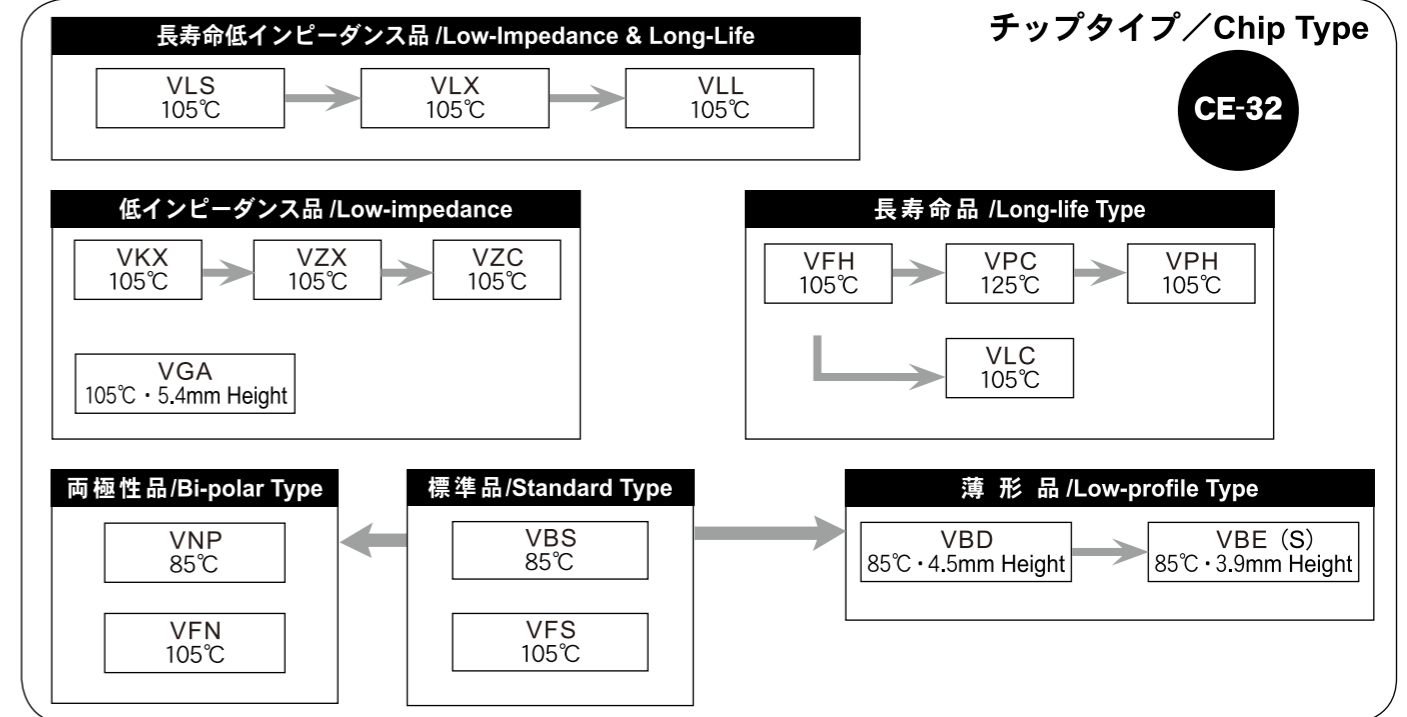 チップタイプ／Chip Type
CE-32
長寿命低インピーダンス品 /Low-Impedance & Long-Life
VLS
105℃
VLX
105℃
VLL
105℃
低インピーダンス品 /Low-impedance
VKX
105℃
VZX
105℃
VZC
105℃
VGA
105℃・5.4mm Height
長寿命品 /Long-life Type
VFH
105℃
VPC
125℃
VPH
105℃
VLC
105℃
両極性品/Bi-polar Type
VNP
85℃
VFN
105℃
標準品/Standard Type
VBS
85℃
VFS
105℃
薄 形 品 /Low-profile Type
VBD
85℃・4.5mm Height
VBE（S）
85℃・3.9mm Height